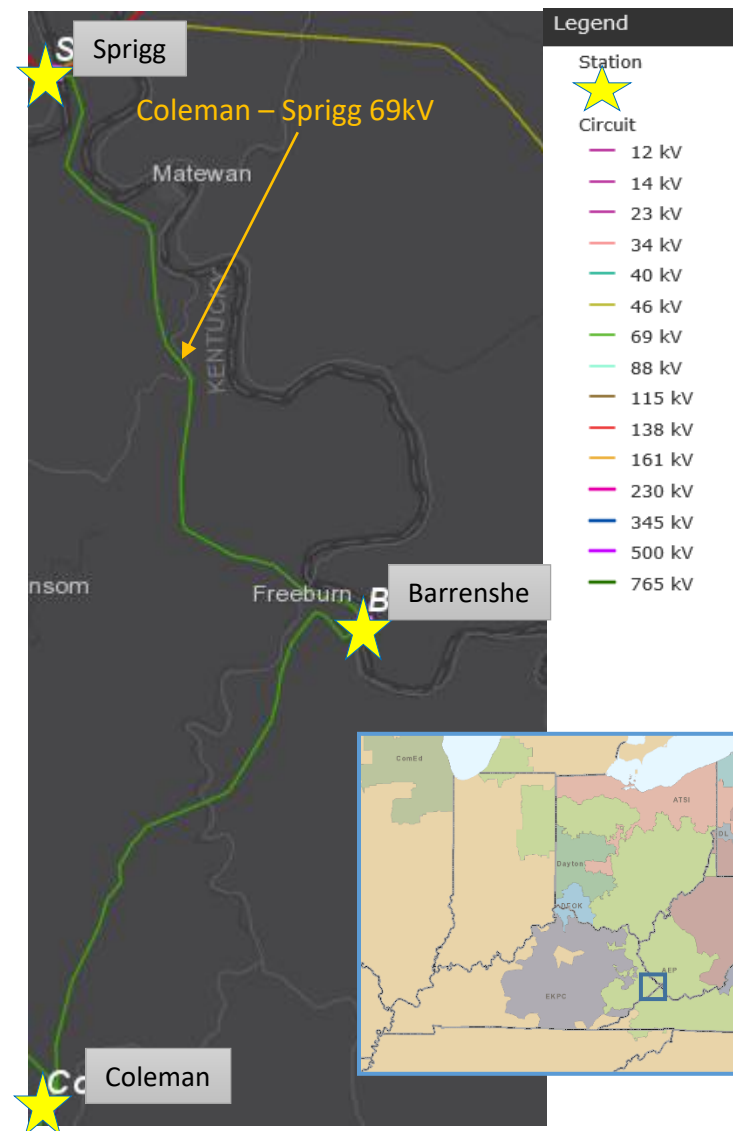 S
Sprigg
Coleman – Sprigg 69kV
Matewan
KENTUCKY
nsom
Freeburn
B
Barrenshe
Co
Coleman
Legend
Station
Circuit
12 kV
14 kV
23 kV
34 kV
40 kV
46 kV
69 kV
88 kV
115 kV
138 kV
161 kV
230 kV
345 kV
500 kV
765 kV
ComEd
ATSI
DL
Dayton
DEOK
AEP
EKPC